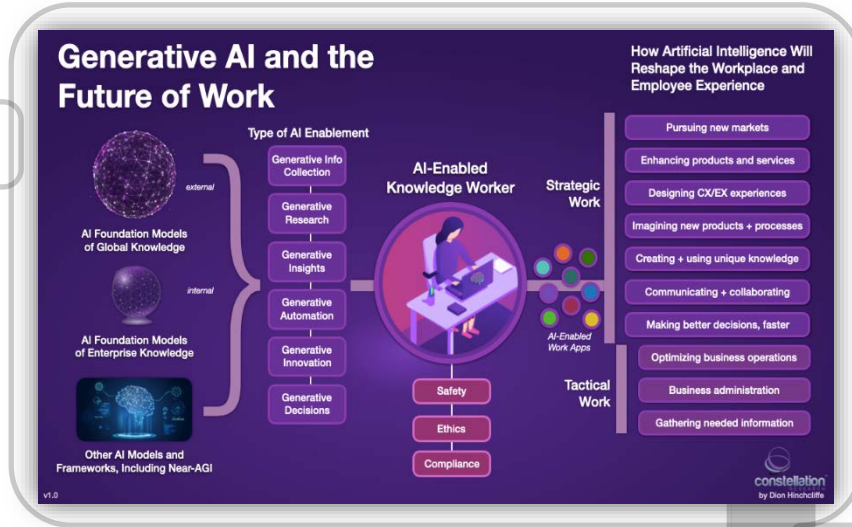 Generative AI and the
Future of Work
How Artificial Intelligence Will
Reshape the Workplace and
Employee Experience
external
AI Foundation Models
of Global Knowledge
internal
AI Foundation Models
of Enterprise Knowledge
Other AI Models and
Frameworks, Including Near-AGI
v1.0
Type of AI Enablement
Generative Info
Collection
Generative
Research
Generative
Insights
Generative
Automation
Generative
Innovation
Generative
Decisions
AI-Enabled
Knowledge Worker
Safety
Ethics
Compliance
AI-Enabled
Work Apps
Strategic
Work
Pursuing new markets
Enhancing products and services
Designing CX/EX experiences
Imagining new products + processes
Creating + using unique knowledge
Communicating + collaborating
Making better decisions, faster
Tactical
Work
Optimizing business operations
Business administration
Gathering needed information
constellation
by Dion Hinchcliffe